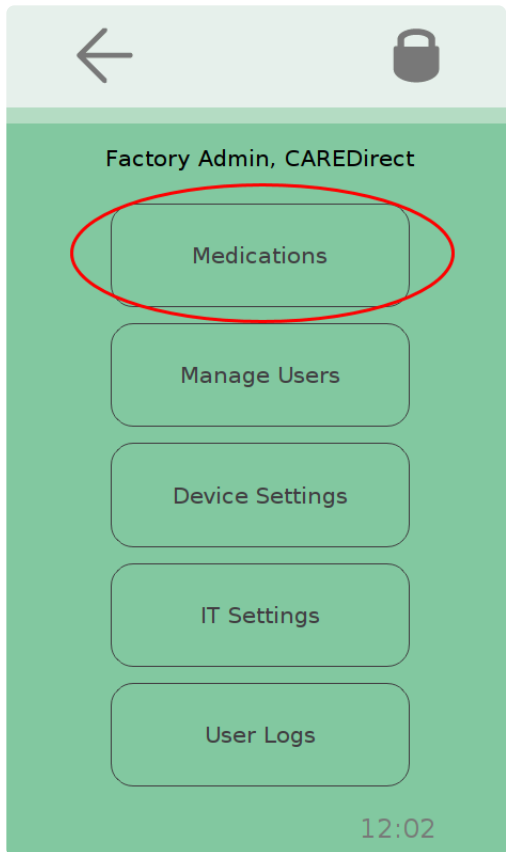 Factory Admin, CAREDirect
Medications
Manage Users
Device Settings
IT Settings
User Logs
12:02